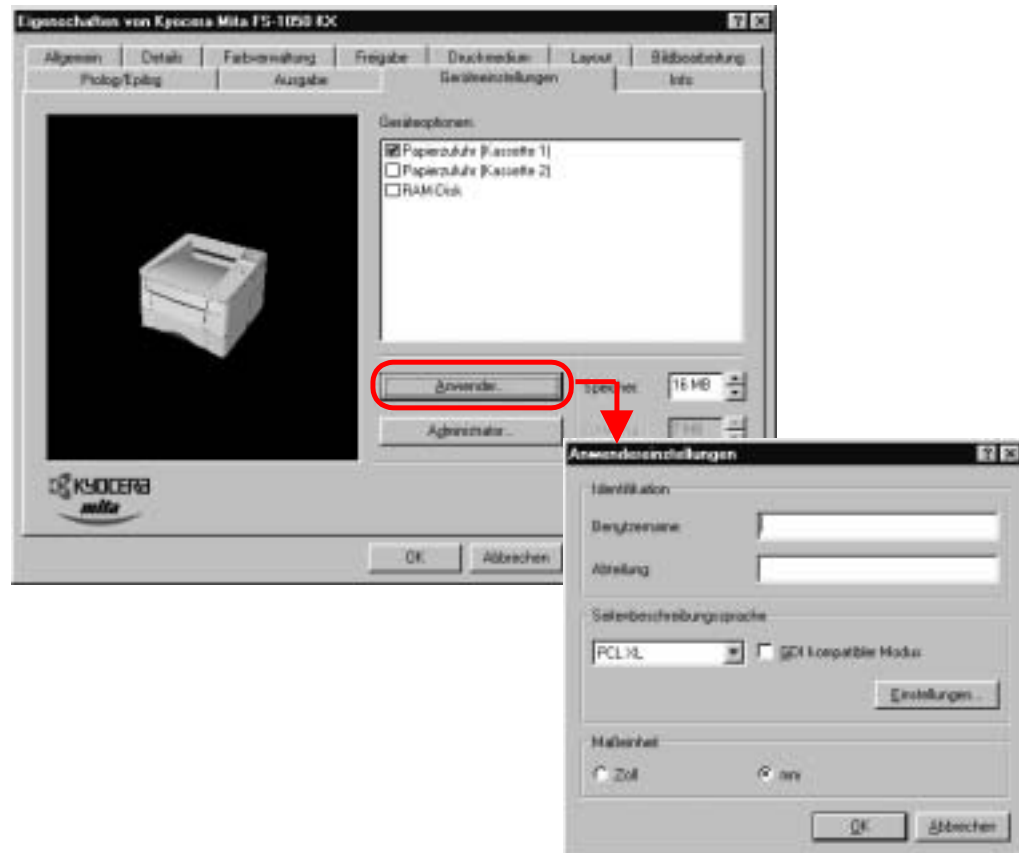 Eigenschaften von Kyocera Mita FS-1050 KX
Allgemein Details Farbverwaltung Freigabe Druckmedium Layout Bildbearbeitung
Prolog/Epilog Ausgabe Geräteeinstellungen Info
Geräteoptionen:
Papierzufuhr (Kassette 1)
Papierzufuhr (Kassette 2)
RAM-Disk
Anwender... Speicher: 16 MB
Administrator...
KYOCERA
mita
OK Abbrechen
Anwendereinstellungen
Identifikation
Benutzername:
Abteilung:
Seitenbeschreibungssprache
PCL XL GDI kompatibler Modus
Einstellungen...
Maßeinheit
Zoll mm
OK Abbrechen